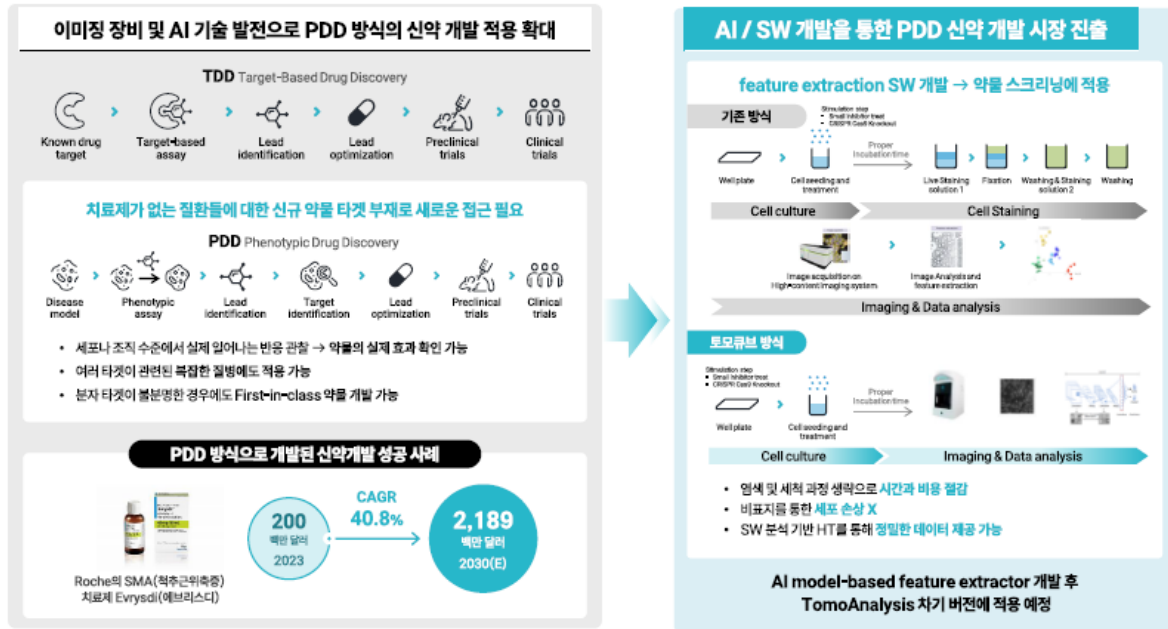 이미징 장비 및 AI 기술 발전으로 PDD 방식의 신약 개발 적용 확대
TDD Target-Based Drug Discovery
Known drug target
Target-based assay
Lead identification
Lead optimization
Preclinical trials
Clinical trials
치료제가 없는 질환들에 대한 신규 약물 타겟 부재로 새로운 접근 필요
PDD Phenotypic Drug Discovery
Disease model
Phenotypic assay
Lead identification
Target identification
Lead optimization
Preclinical trials
Clinical trials
• 세포나 조직 수준에서 실제 일어나는 반응 관찰 → 약물의 실제 효과 확인 가능
• 여러 타겟이 관련된 복잡한 질병에도 적용 가능
• 분자 타겟이 불분명한 경우에도 First-in-class 약물 개발 가능
PDD 방식으로 개발된 신약개발 성공 사례
Roche의 SMA(척추근위축증)
치료제 Evrysdi(에브리스디)
200
백만 달러
2023
CAGR
40.8%
2,189
백만 달러
2030(E)
AI / SW 개발을 통한 PDD 신약 개발 시장 진출
feature extraction SW 개발 → 약물 스크리닝에 적용
기존 방식
Stimulation step
• Small Inhibitor treat
• CRISPR Cas9 Knockout
Well plate
Cell seeding and treatment
Proper
Incubation time
Live Staining solution 1
Fixation
Washing & Staining solution 2
Washing
Cell culture
Cell Staining
Image acquisition on
High-content Imaging system
Image Analysis and
feature extraction
Imaging & Data analysis
토모큐브 방식
Stimulation step
• Small Inhibitor treat
• CRISPR Cas9 Knockout
Well plate
Cell seeding and treatment
Proper
Incubation time
Cell culture
Imaging & Data analysis
• 염색 및 세척 과정 생략으로 시간과 비용 절감
• 비표지를 통한 세포 손상 X
• SW 분석 기반 HT를 통해 정밀한 데이터 제공 가능
AI model-based feature extractor 개발 후
TomoAnalysis 차기 버전에 적용 예정